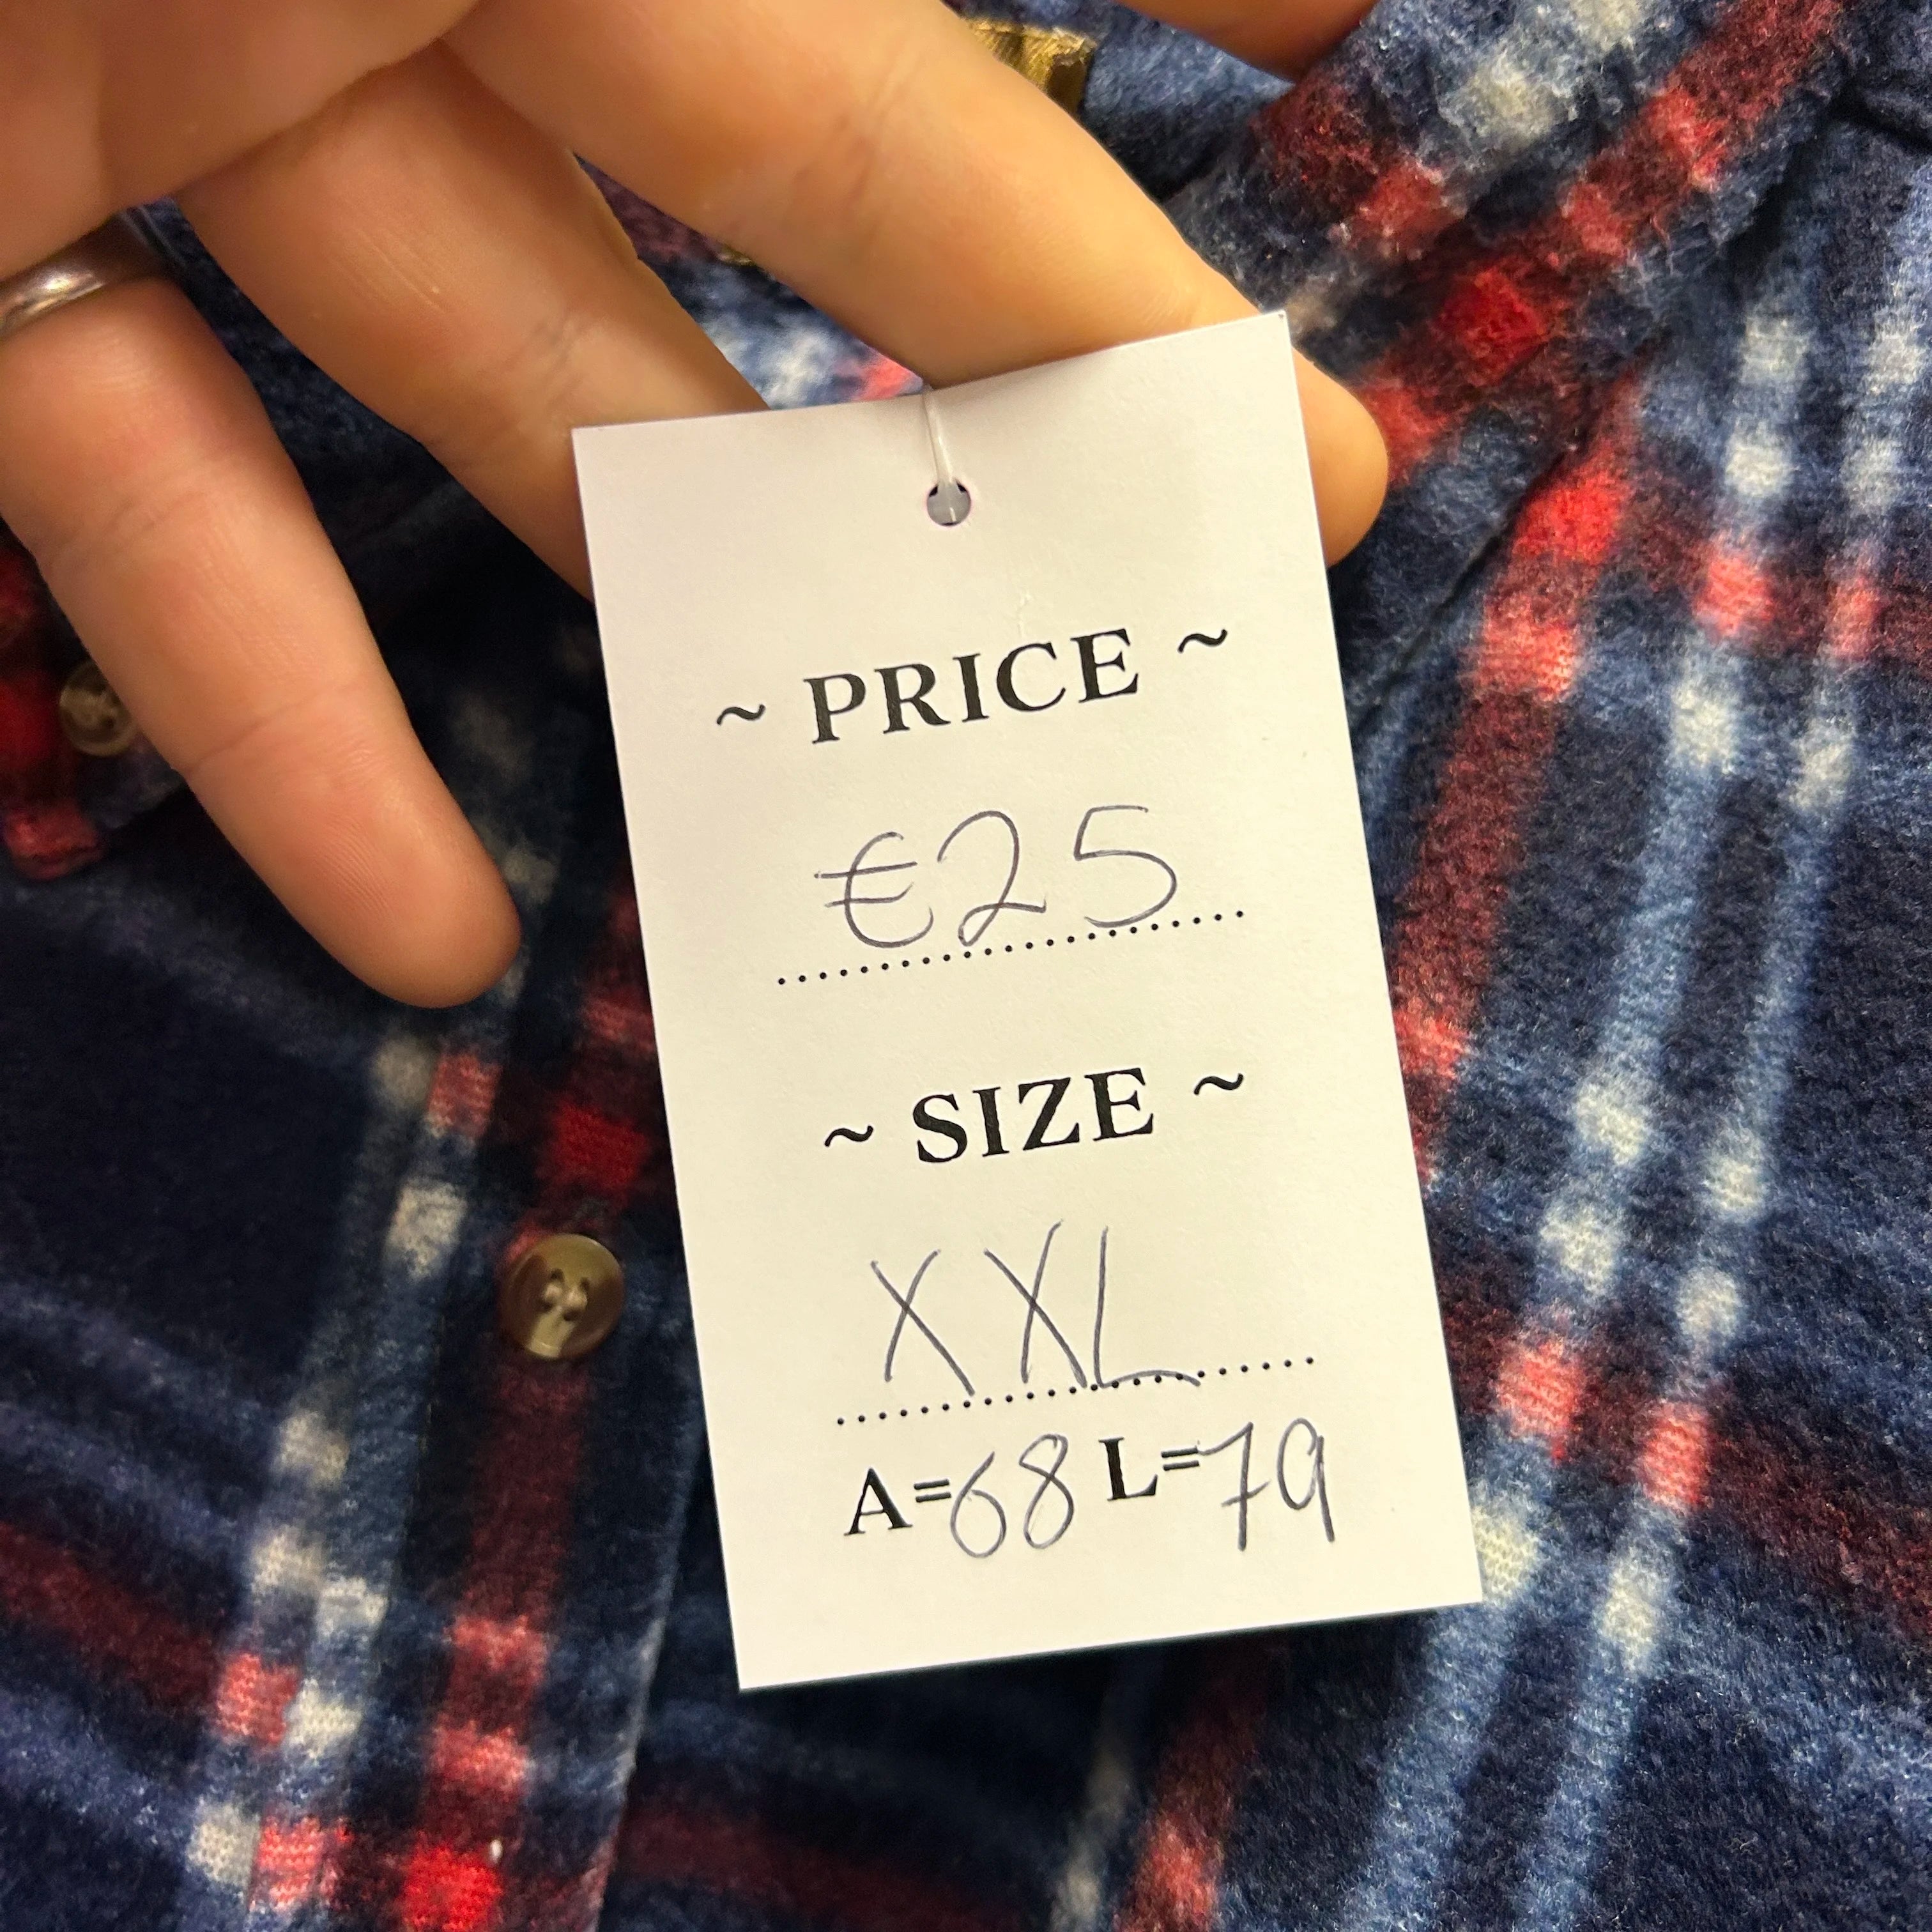 ~ PRICE ~
€25
~ SIZE ~
XXL
A=68 L=79